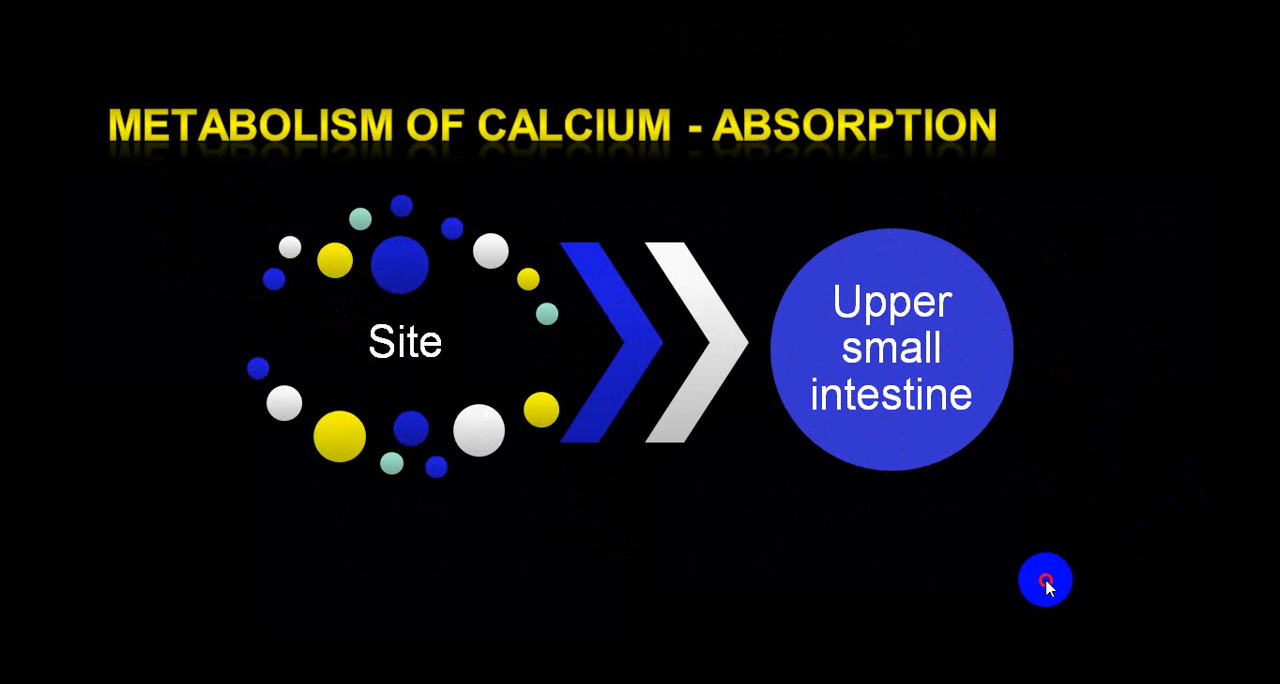 METABOLISM OF CALCIUM - ABSORPTION
Site
Upper
small
intestine